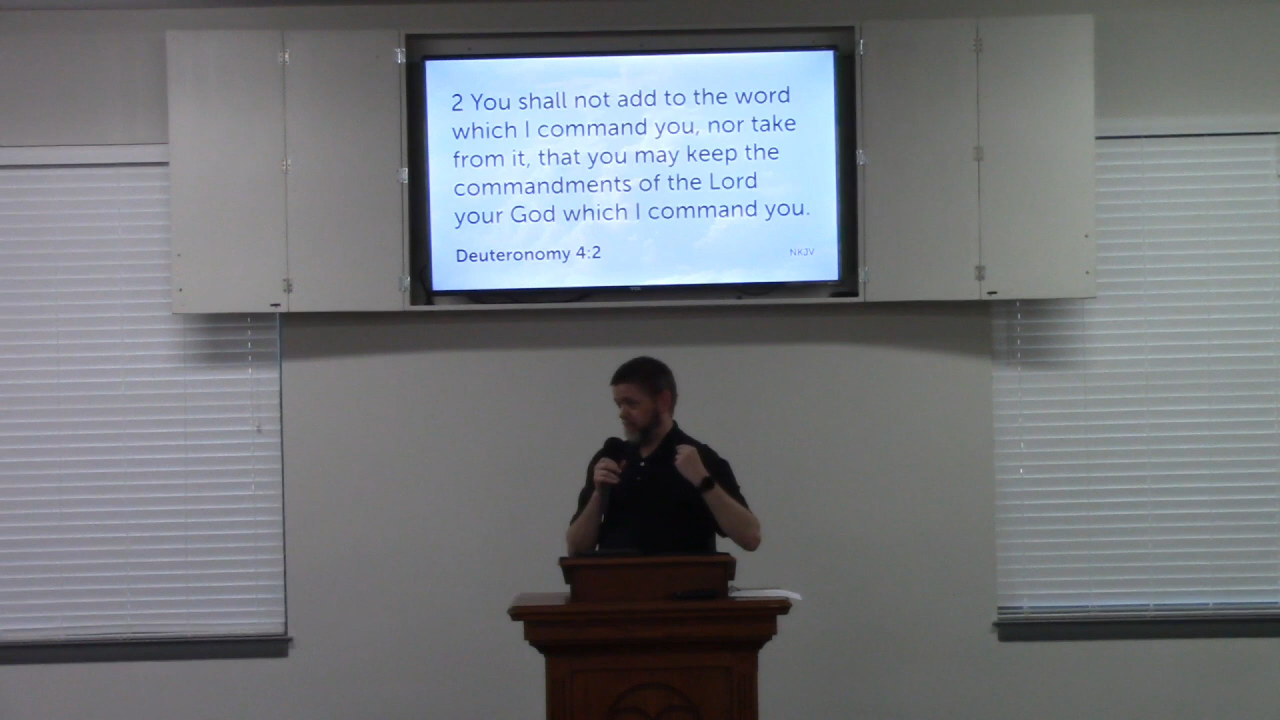 2 You shall not add to the word
which I command you, nor take
from it, that you may keep the
commandments of the Lord
your God which I command you.
Deuteronomy 4:2
NKJV